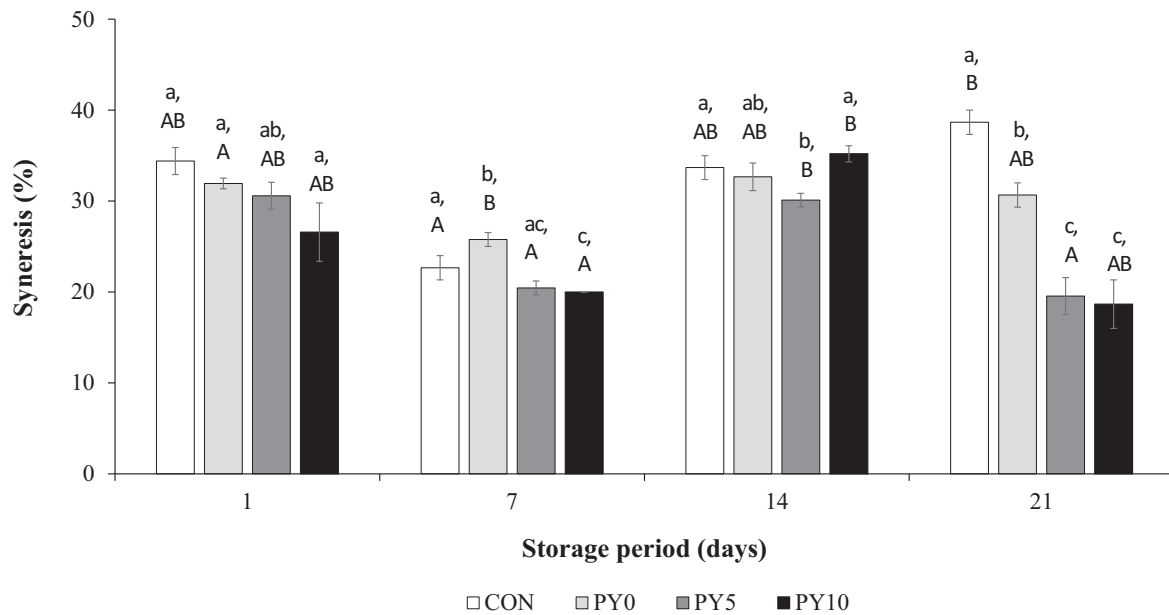 50
40
30
20
10
0
Syneresis (%)
a,
AB
a,
A
ab,
AB
a,
AB
a,
A
b,
B
ac,
A
c,
A
a,
AB
ab,
AB
b,
B
a,
B
a,
B
b,
AB
c,
A
c,
AB
1 7 14 21
Storage period (days)
CON PY0 PY5 PY10